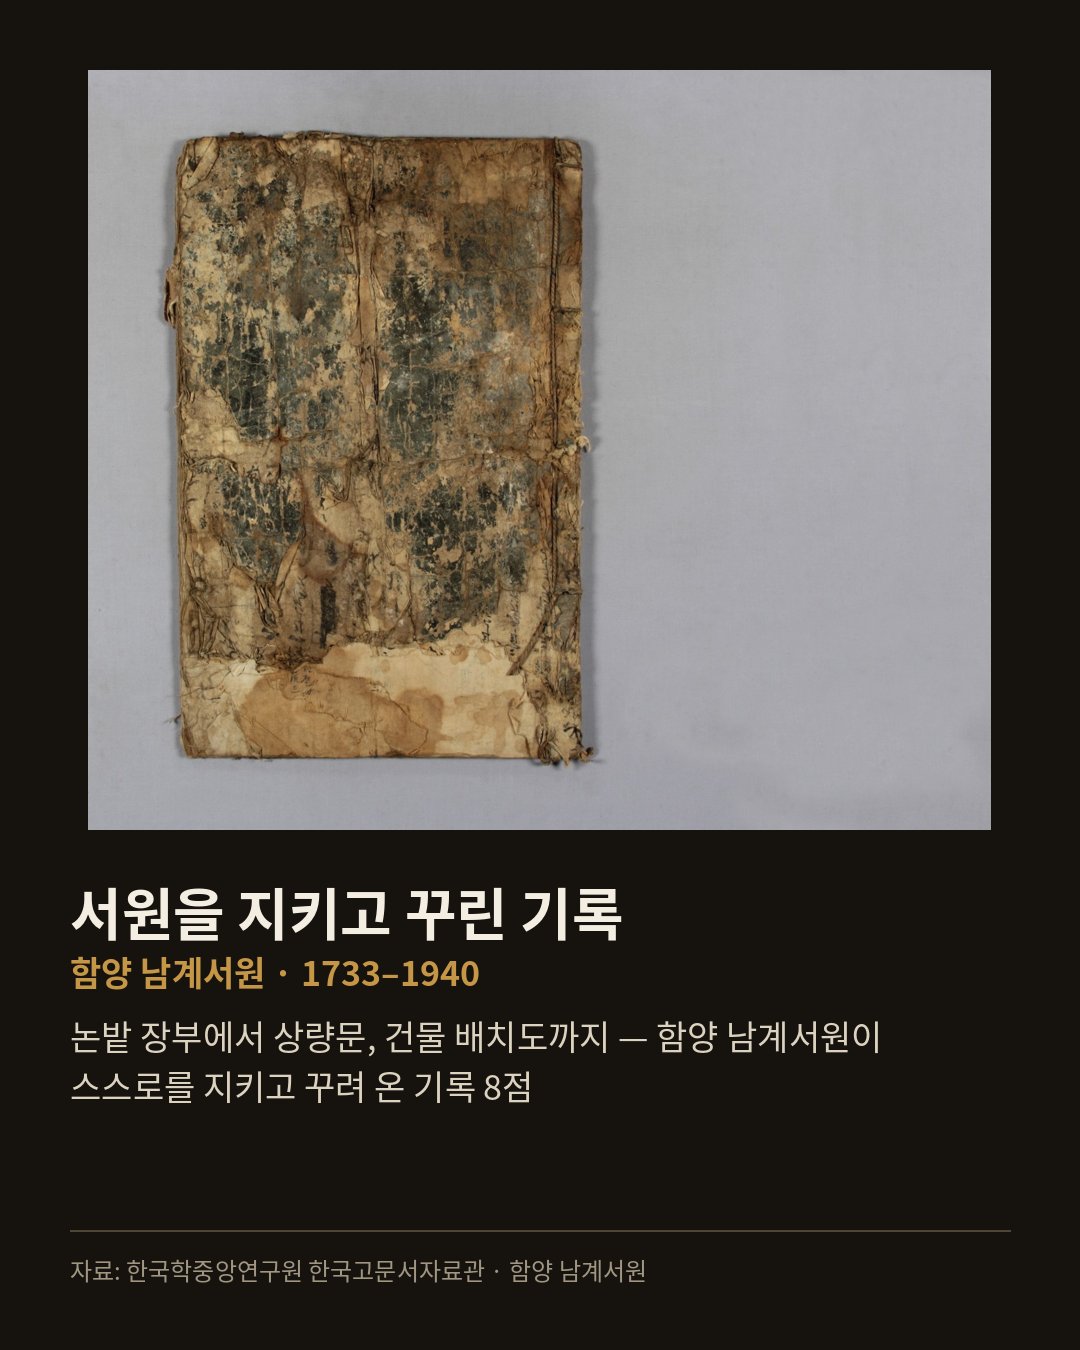 서원을 지키고 꾸린 기록
함양 남계서원 · 1733–1940
논밭 장부에서 상량문, 건물 배치도까지 — 함양 남계서원이
스스로를 지키고 꾸려 온 기록 8점
자료: 한국학중앙연구원 한국고문서자료관 · 함양 남계서원